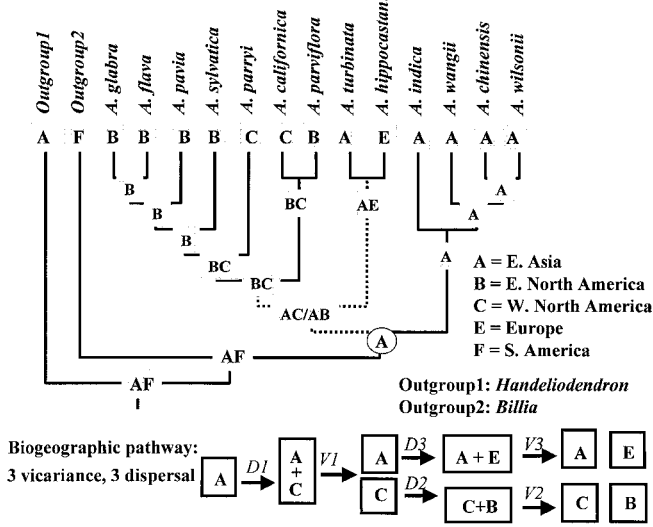 Outgroup1 Outgroup2 A. glabra A. flava A. pavia A. sylvatica A. parryi A. californica A. parviflora A. turbinata A. hippocastan. A. indica A. wangii A. chinensis A. wilsonii
A F B B B B C C B A E A A A A
B A
BC AE
B A
B A
BC
BC
A = E. Asia
B = E. North America
C = W. North America
E = Europe
F = S. America
AC/AB
A
AF
AF
Outgroup1: Handeliodendron
Outgroup2: Billia
Biogeographic pathway:
3 vicariance, 3 dispersal
A D1 A + C V1 A D3 A + E V3 A E
C D2 C+B V2 C B